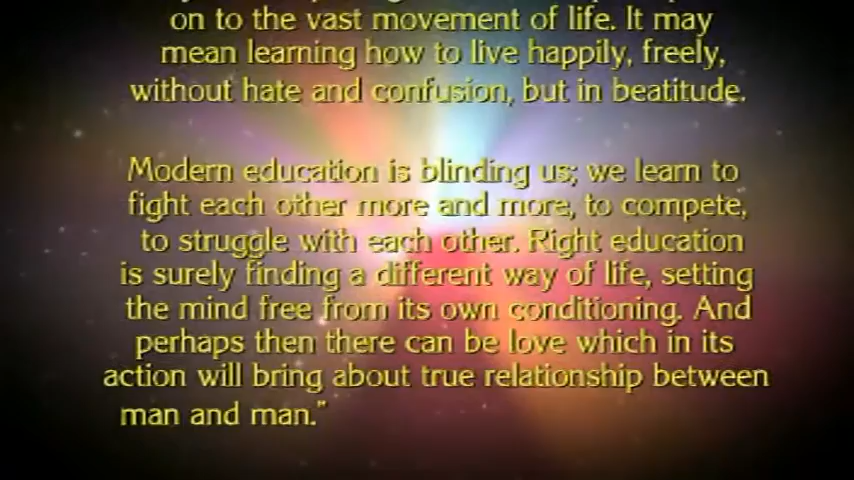 on to the vast movement of life. It may
mean learning how to live happily, freely,
without hate and confusion, but in beatitude.
Modern education is blinding us; we learn to
fight each other more and more, to compete,
to struggle with each other. Right education
is surely finding a different way of life, setting
the mind free from its own conditioning. And
perhaps then there can be love which in its
action will bring about true relationship between
man and man."